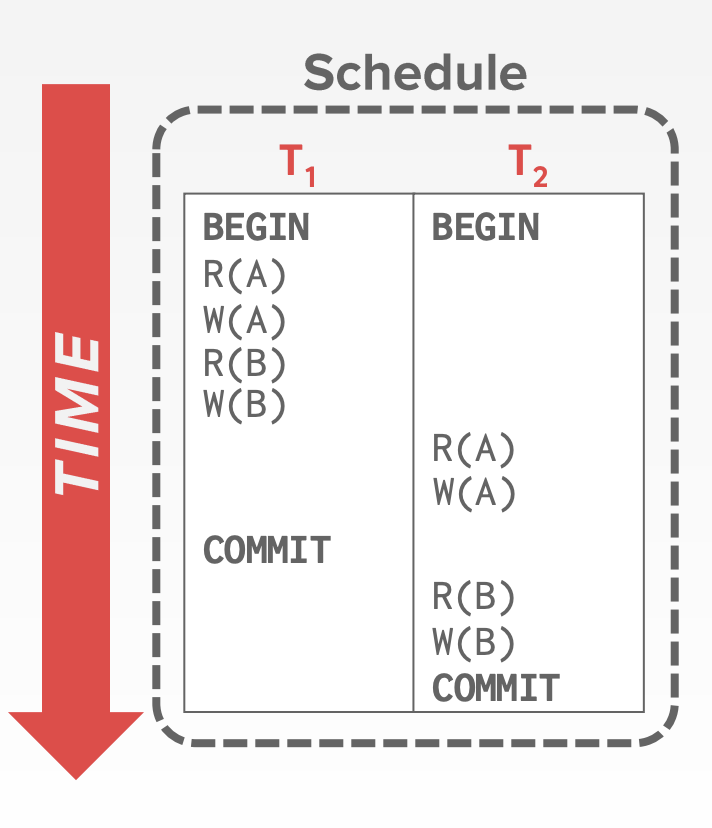 Schedule
TIME
T1 T2
BEGIN BEGIN
R(A)
W(A)
R(B)
W(B)
R(A)
W(A)
COMMIT
R(B)
W(B)
COMMIT